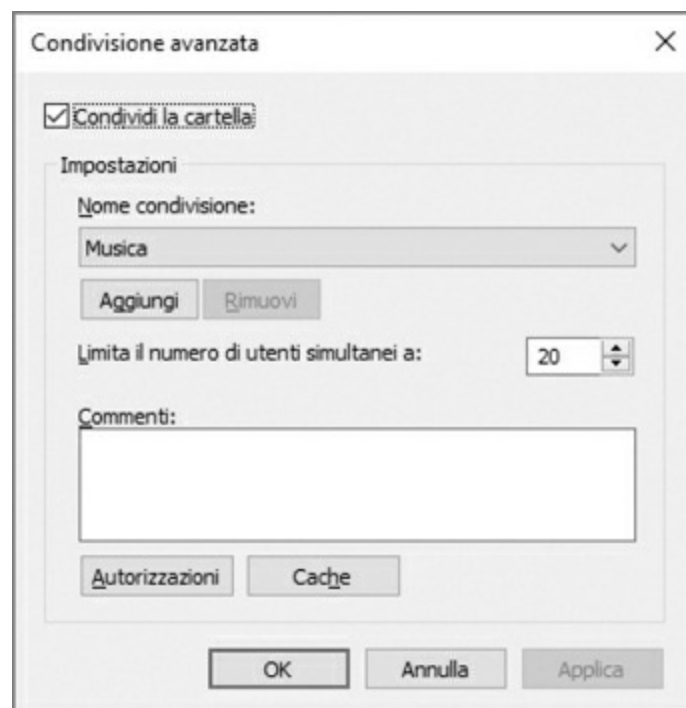 Condivisione avanzata
Condividi la cartella
Impostazioni
Nome condivisione:
Musica
Aggiungi Rimuovi
Limita il numero di utenti simultanei a: 20
Commenti:
Autorizzazioni Cache
OK Annulla Applica